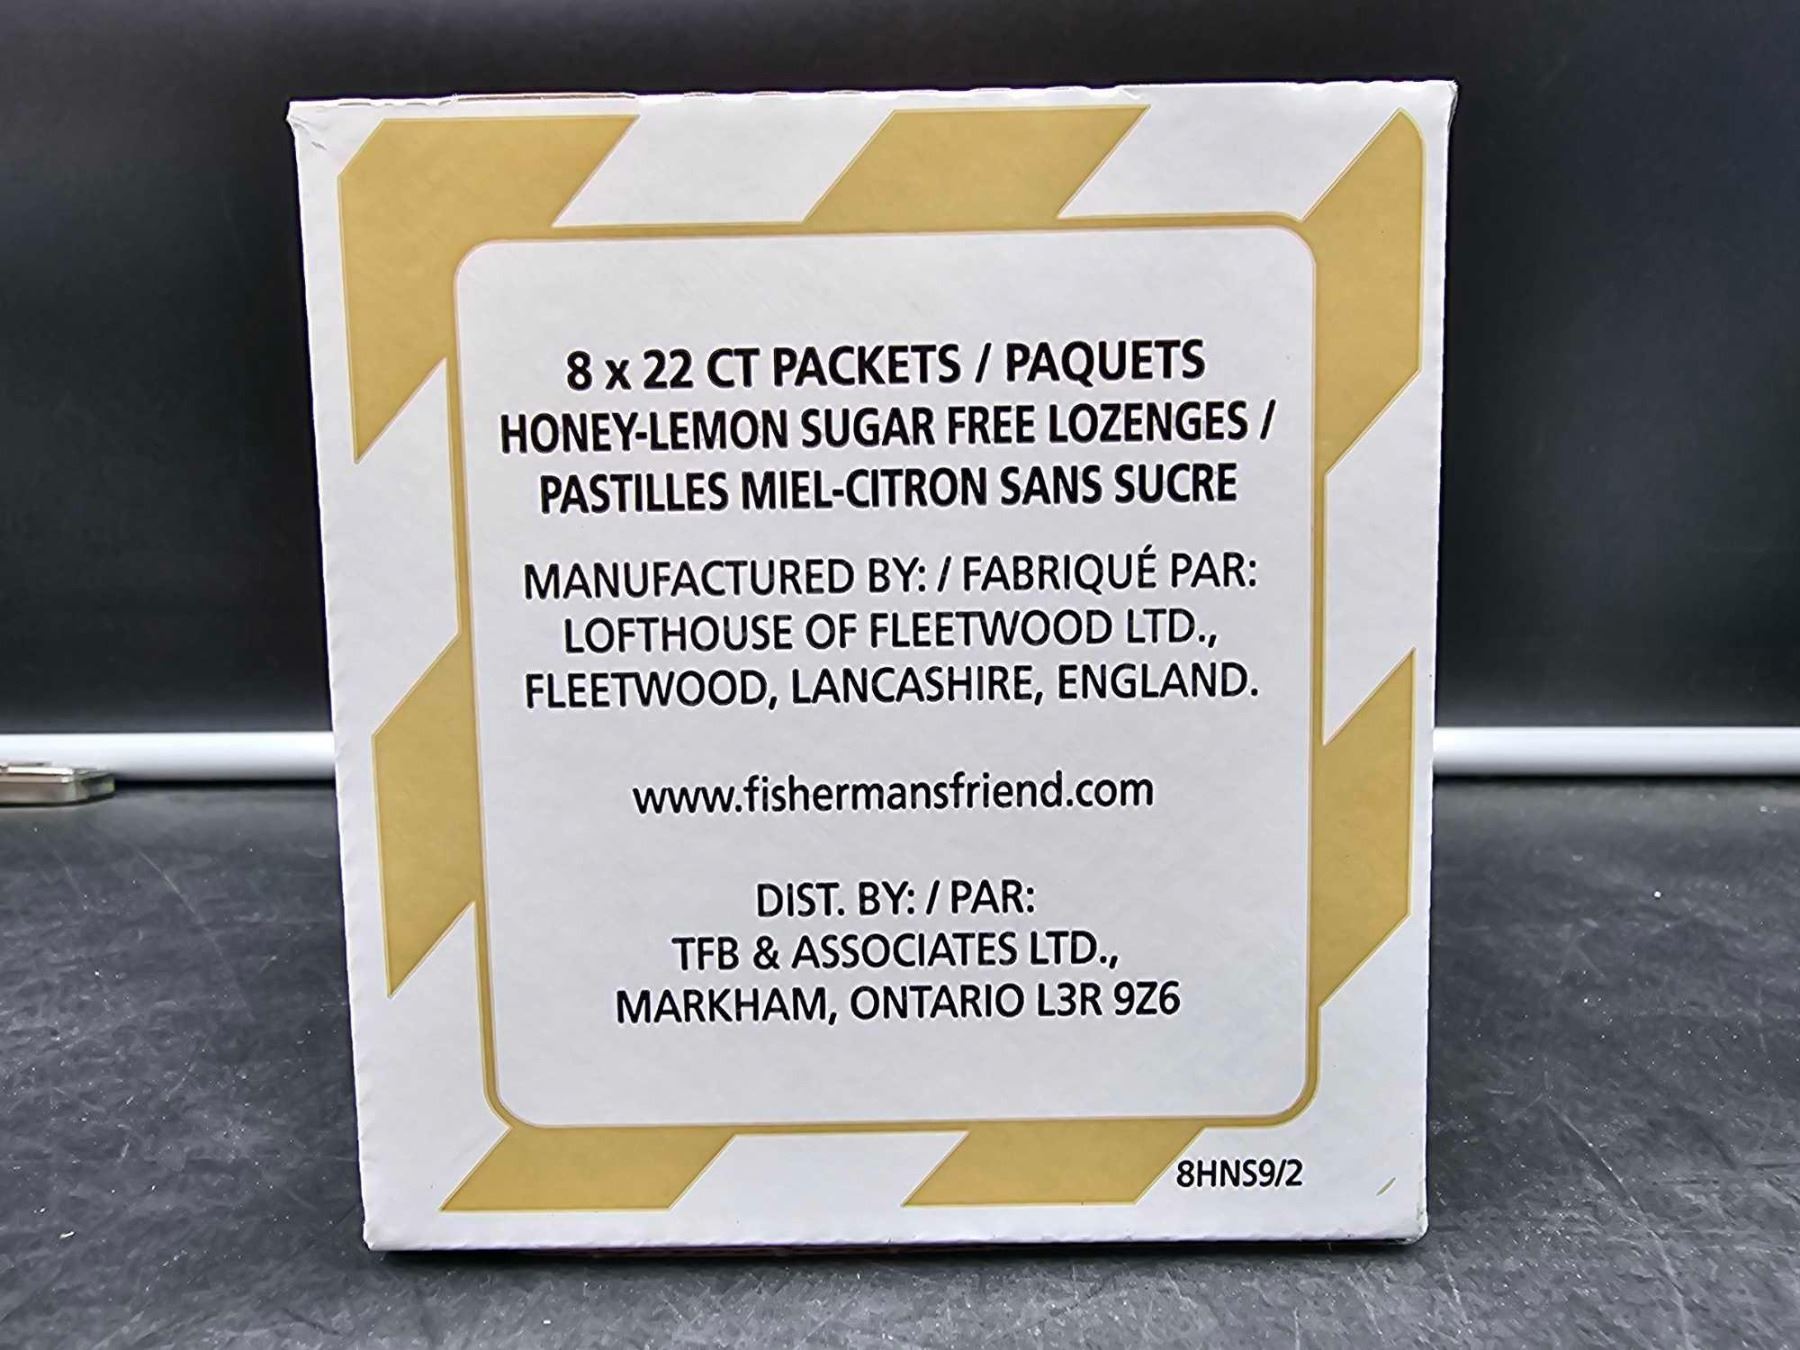 8 x 22 CT PACKETS / PAQUETS
HONEY-LEMON SUGAR FREE LOZENGES /
PASTILLES MIEL-CITRON SANS SUCRE
MANUFACTURED BY: / FABRIQUÉ PAR:
LOFTHOUSE OF FLEETWOOD LTD.,
FLEETWOOD, LANCASHIRE, ENGLAND.
www.fishermansfriend.com
DIST. BY: / PAR:
TFB & ASSOCIATES LTD.,
MARKHAM, ONTARIO L3R 9Z6
8HNS9/2